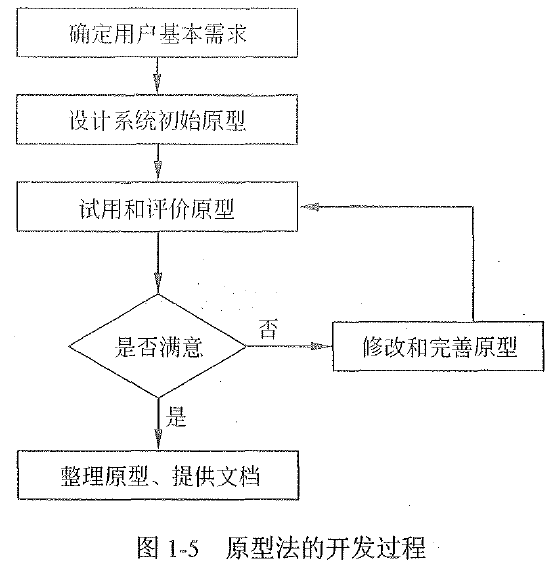 确定用户基本需求
设计系统初始原型
试用和评价原型
是否满意
否
修改和完善原型
是
整理原型、提供文档
图 1-5 原型法的开发过程